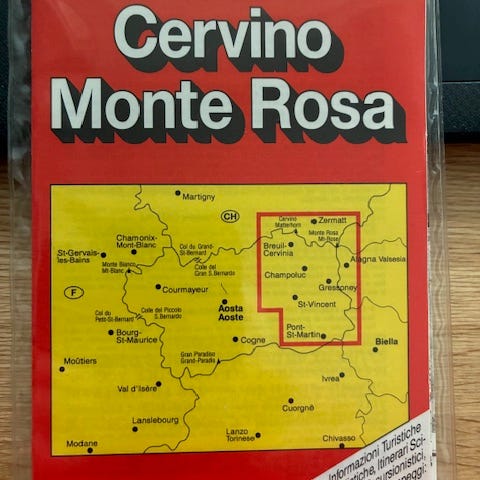 Cervino
Monte Rosa
Martigny
CH
Cervino
Matterhorn
Zermatt
Monte Rosa
Mt-Rose
Chamonix-
Mont-Blanc
Col du Grand-
St-Bernard
Breuil-
Cervinia
St-Gervais-
les-Bains
Monte Bianco
Mt-Blanc
Colle del
Gran S. Bernardo
Champoluc
Alagna Valsesia
F
Courmayeur
Gressoney
Aosta
Aoste
St-Vincent
Col du
Petit-St-Bernard
Colle del Piccolo
S. Bernardo
Bourg-
St-Maurice
Cogne
Pont-
St-Martin
Biella
Moûtiers
Gran Paradiso
Grand-Paradis
Val d'Isère
Ivrea
Cuorgnè
Lanslebourg
Lanzo
Torinese
Chivasso
Modane
Informazioni Turistiche
Itinerari Sci-